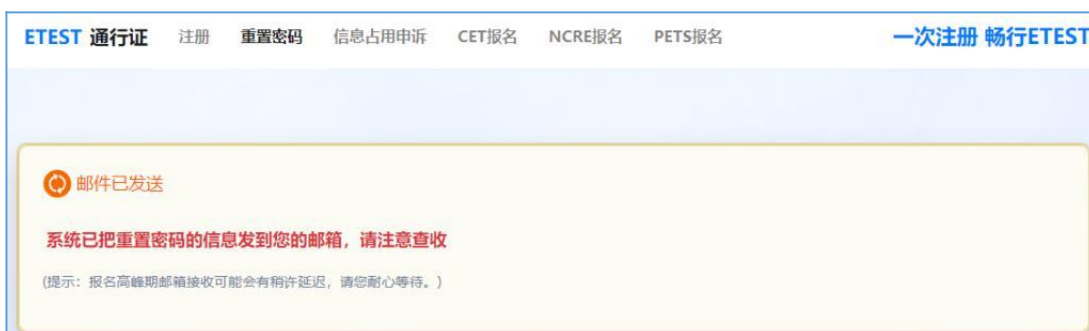 ETEST 通行证 注册 重置密码 信息占用申诉 CET报名 NCRE报名 PETS报名 一次注册 畅行ETEST
邮件已发送
系统已把重置密码的信息发到您的邮箱，请注意查收
(提示：报名高峰期邮箱接收可能会有稍许延迟，请您耐心等待。)